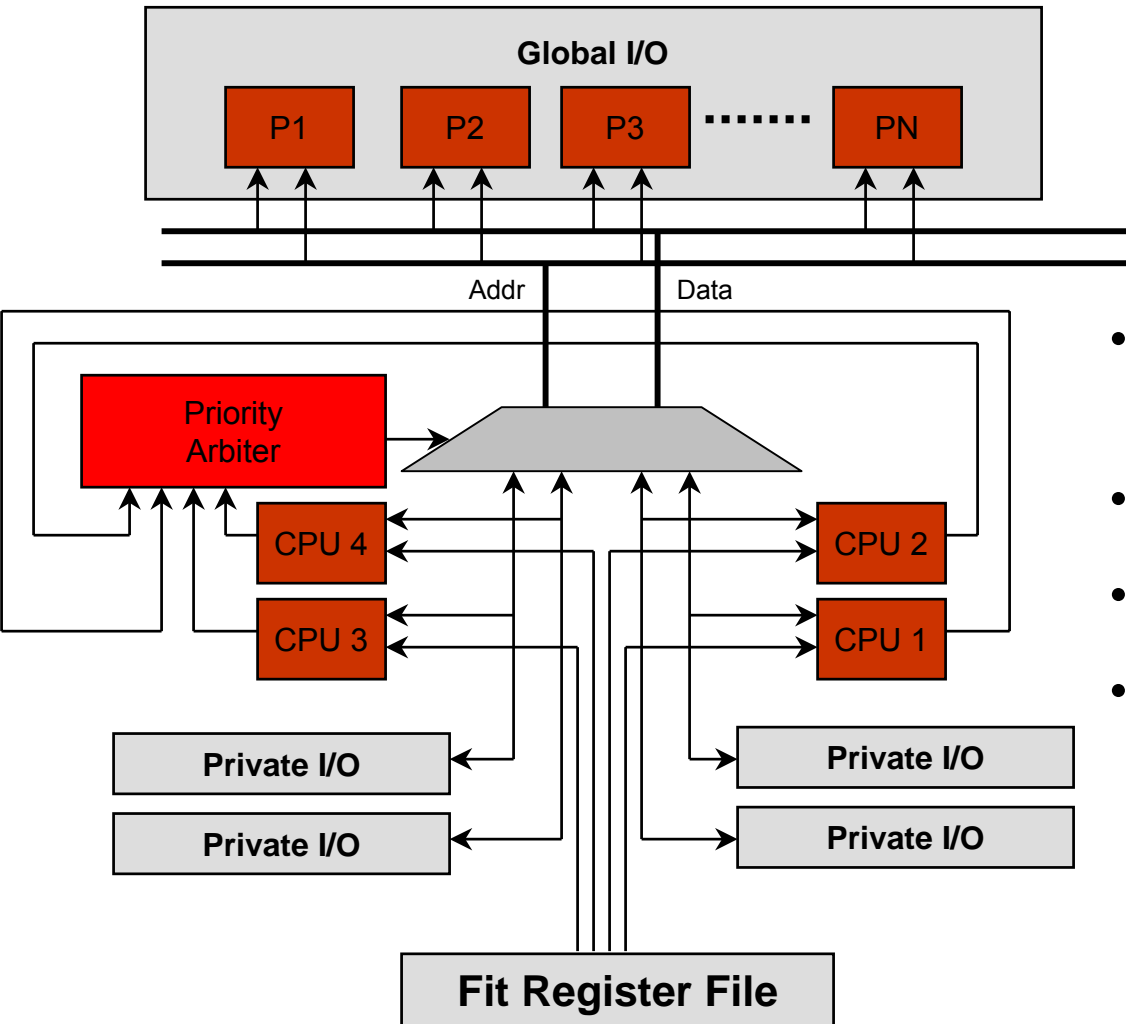 Global I/O
P1
P2
P3
PN
Addr
Data
Priority
Arbiter
CPU 4
CPU 2
CPU 3
CPU 1
Private I/O
Private I/O
Private I/O
Private I/O
Fit Register File